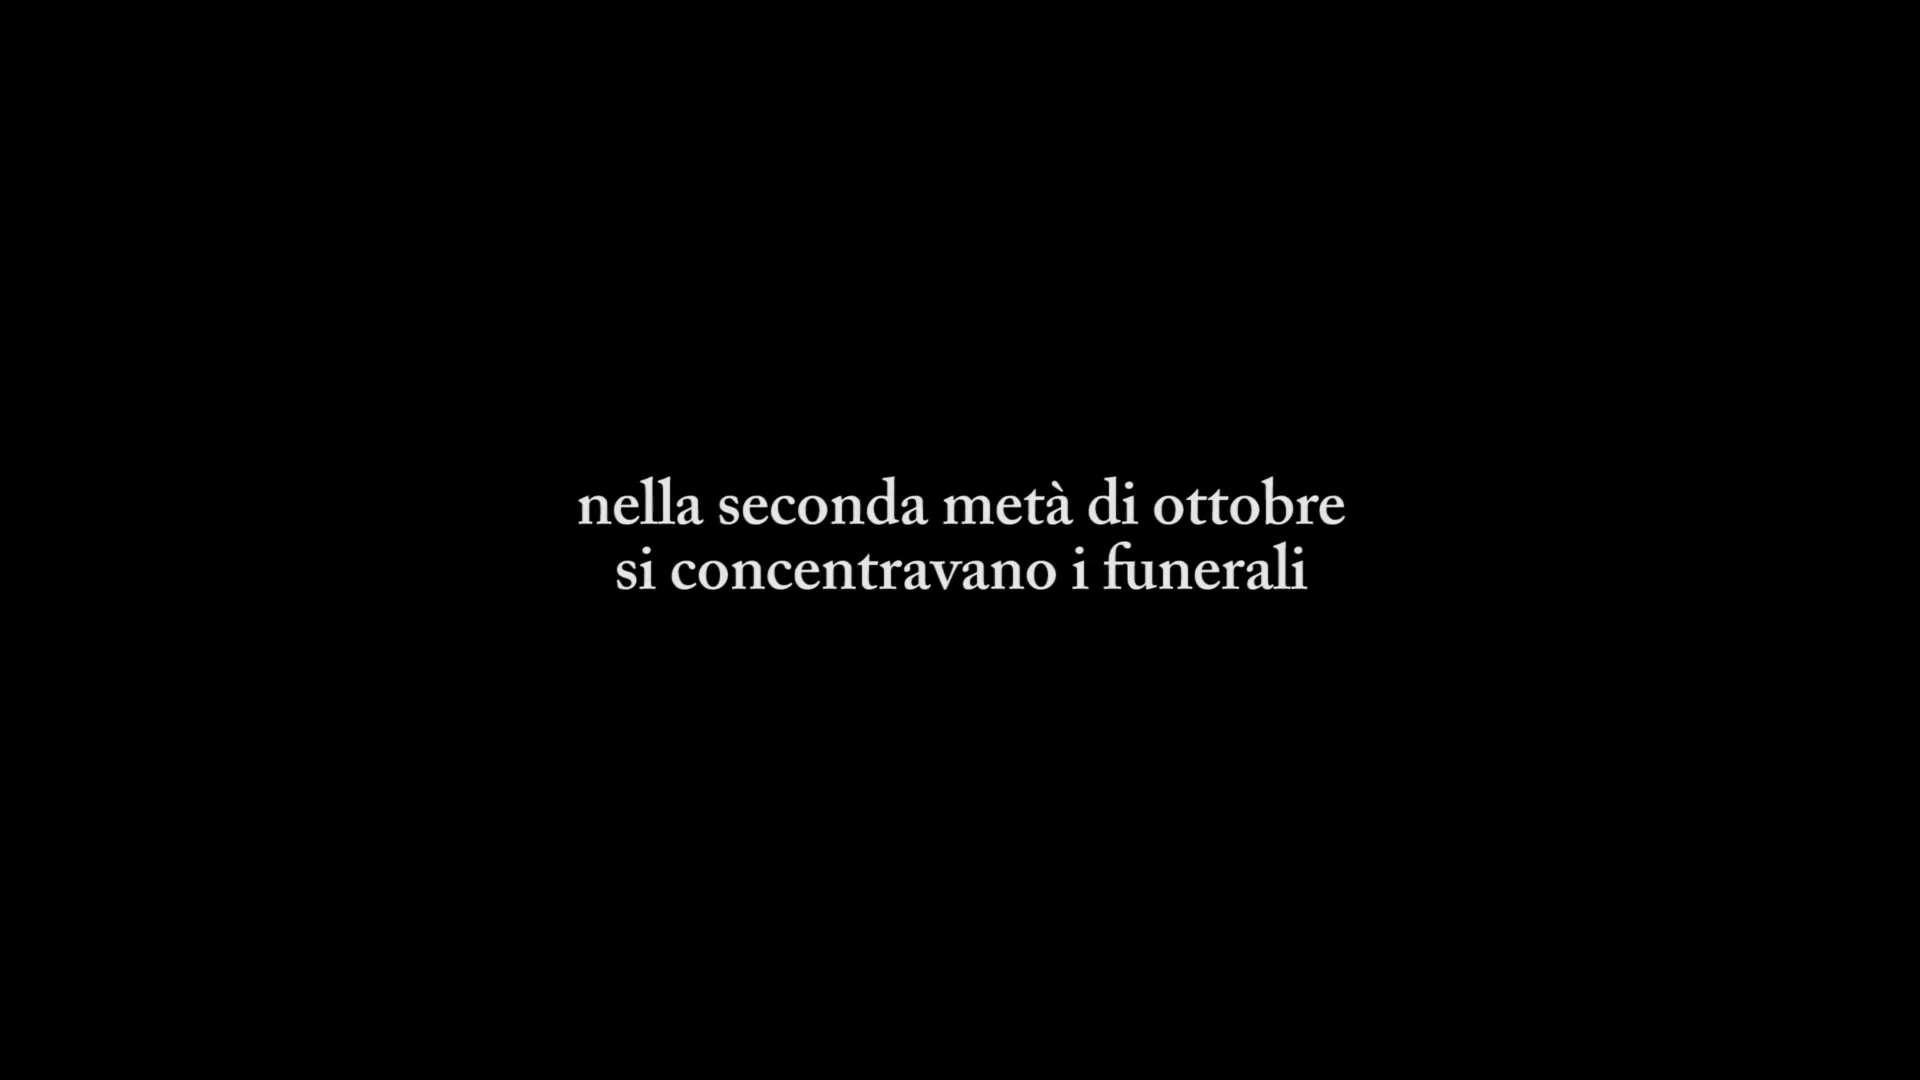 nella seconda metà di ottobre
si concentravano i funerali